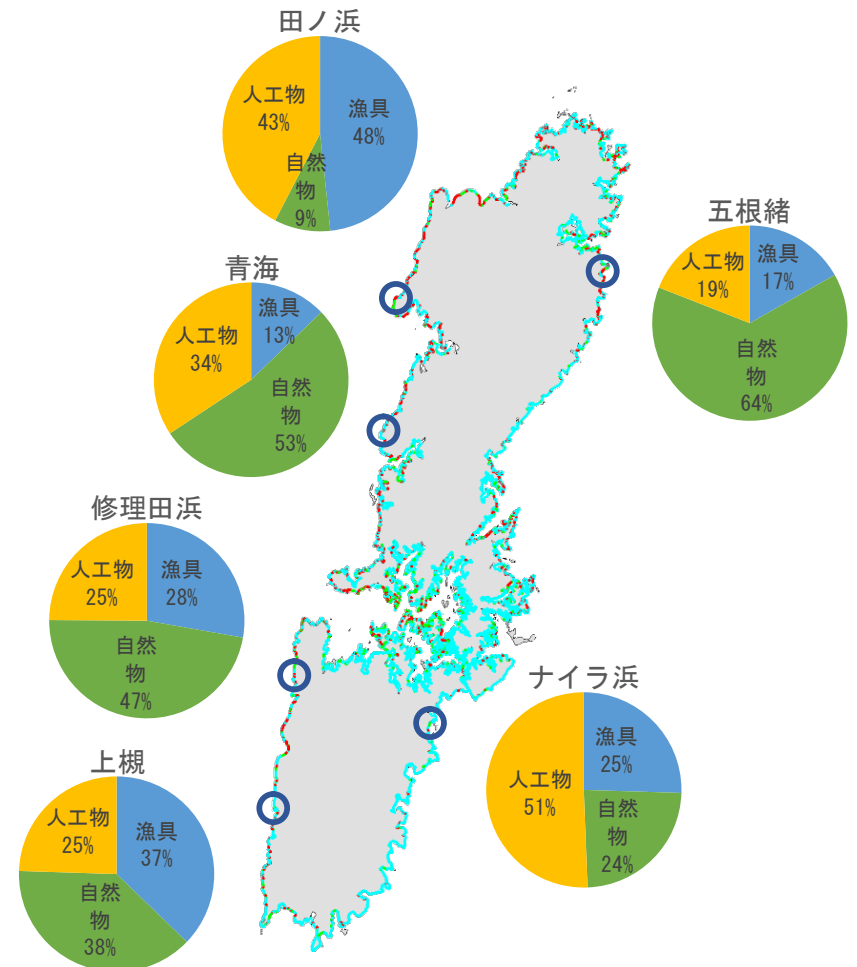 田ノ浜
人工物
43%
漁具
48%
自然
物
9%
五根緒
人工物
19%
漁具
17%
自然
物
64%
青海
人工物
34%
漁具
13%
自然
物
53%
修理田浜
人工物
25%
漁具
28%
自然
物
47%
ナイラ浜
人工物
51%
漁具
25%
自然
物
24%
上槻
人工物
25%
漁具
37%
自然
物
38%